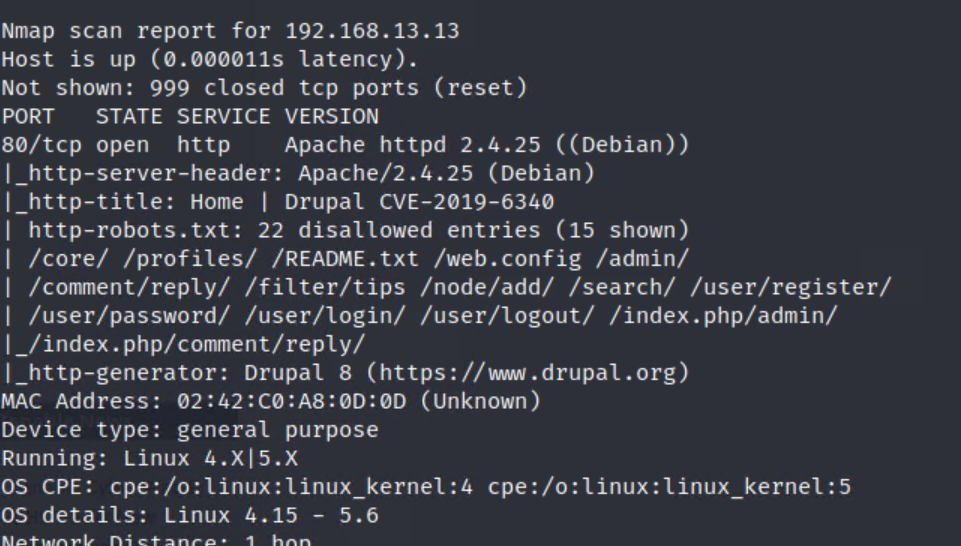 Nmap scan report for 192.168.13.13
Host is up (0.000011s latency).
Not shown: 999 closed tcp ports (reset)
PORT   STATE SERVICE VERSION
80/tcp open  http    Apache httpd 2.4.25 ((Debian))
|_http-server-header: Apache/2.4.25 (Debian)
|_http-title: Home | Drupal CVE-2019-6340
| http-robots.txt: 22 disallowed entries (15 shown)
| /core/ /profiles/ /README.txt /web.config /admin/
| /comment/reply/ /filter/tips /node/add/ /search/ /user/register/
| /user/password/ /user/login/ /user/logout/ /index.php/admin/
|_/index.php/comment/reply/
|_http-generator: Drupal 8 (https://www.drupal.org)
MAC Address: 02:42:C0:A8:0D:0D (Unknown)
Device type: general purpose
Running: Linux 4.X|5.X
OS CPE: cpe:/o:linux:linux_kernel:4 cpe:/o:linux:linux_kernel:5
OS details: Linux 4.15 - 5.6
Network Distance: 1 hop